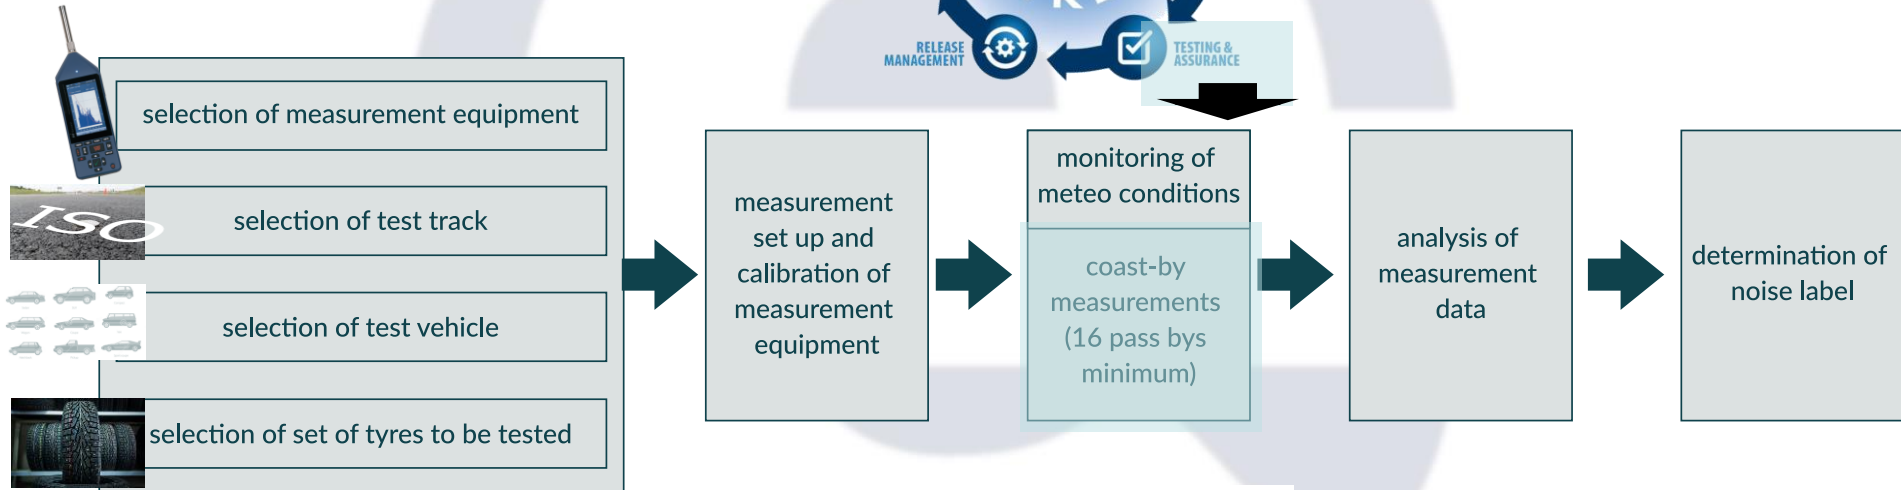 RELEASE
MANAGEMENT
TESTING &
ASSURANCE
selection of measurement equipment
ISO
selection of test track
selection of test vehicle
selection of set of tyres to be tested
measurement
set up and
calibration of
measurement
equipment
monitoring of
meteo conditions
coast-by
measurements
(16 pass bys
minimum)
analysis of
measurement
data
determination of
noise label